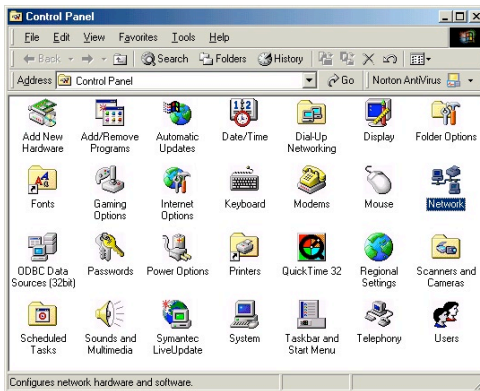 Control Panel
File Edit View Favorites Tools Help
Back Search Folders History
Address Control Panel Go Norton AntiVirus
Add New Hardware
Add/Remove Programs
Automatic Updates
Date/Time
Dial-Up Networking
Display
Folder Options
Fonts
Gaming Options
Internet Options
Keyboard
Modems
Mouse
Network
ODBC Data Sources (32bit)
Passwords
Power Options
Printers
QuickTime 32
Regional Settings
Scanners and Cameras
Scheduled Tasks
Sounds and Multimedia
Symantec LiveUpdate
System
Taskbar and Start Menu
Telephony
Users
Configures network hardware and software.